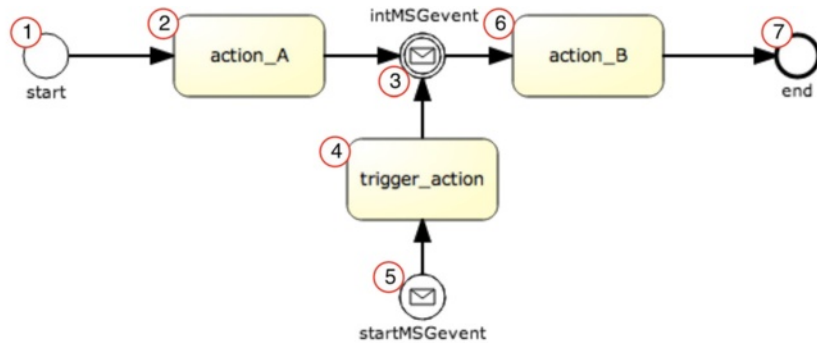 1
start
2
action_A
intMSGevent
3
6
action_B
7
end
4
trigger_action
5
startMSGevent